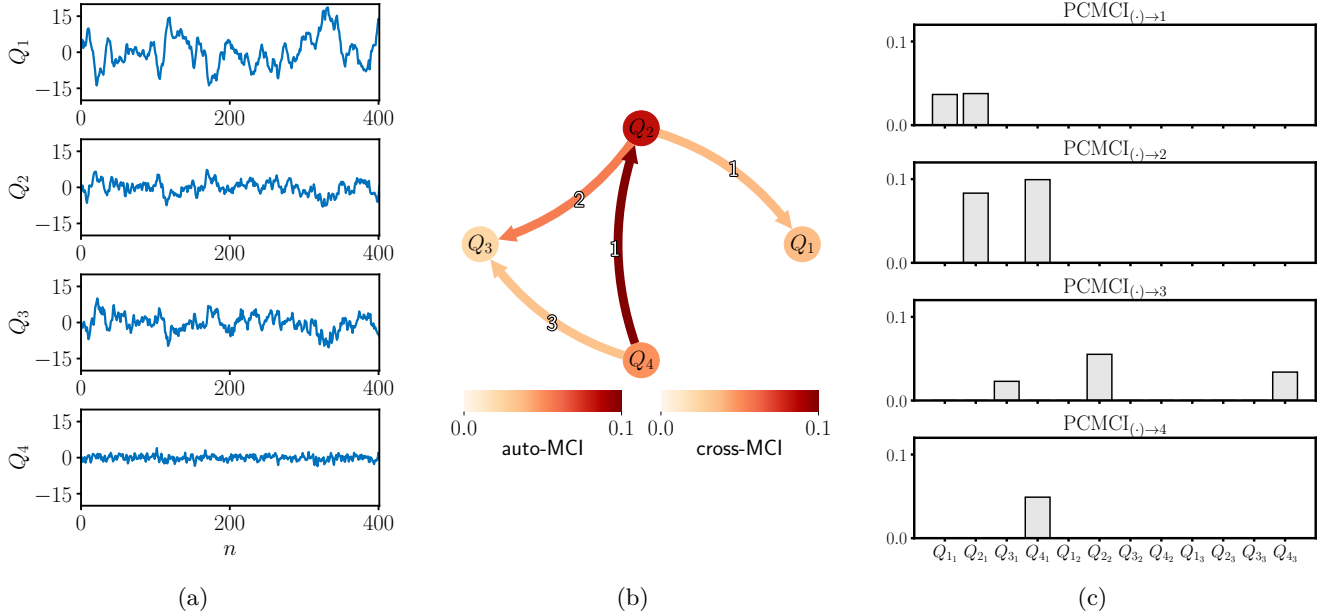 15
0
−15
Q1
0
200
400
15
0
−15
Q2
0
200
400
15
0
−15
Q3
0
200
400
15
0
−15
Q4
0
200
400
n
(a)
Q2
1
2
Q3
Q1
1
3
Q4
0.0
0.1
0.0
0.1
auto-MCI
cross-MCI
(b)
PCMCI(·)→1
0.1
0.0
PCMCI(·)→2
0.1
0.0
PCMCI(·)→3
0.1
0.0
PCMCI(·)→4
0.1
0.0
Q11 Q21 Q31 Q41 Q12 Q22 Q32 Q42 Q13 Q23 Q33 Q43
(c)